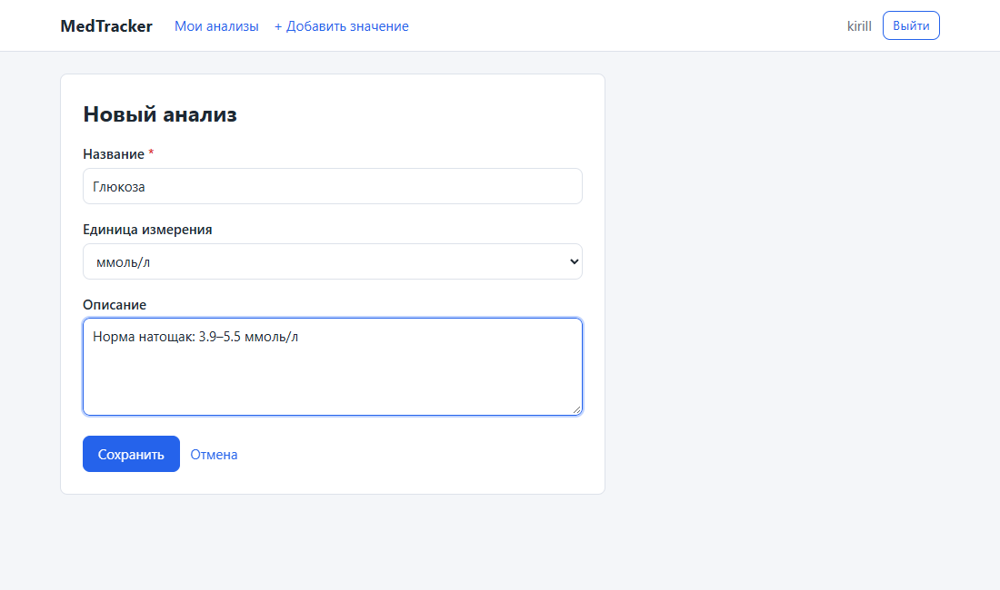 MedTracker Мои анализы + Добавить значение kirill Выйти
Новый анализ
Название *
Глюкоза
Единица измерения
ммоль/л
Описание
Норма натощак: 3.9–5.5 ммоль/л
Сохранить Отмена